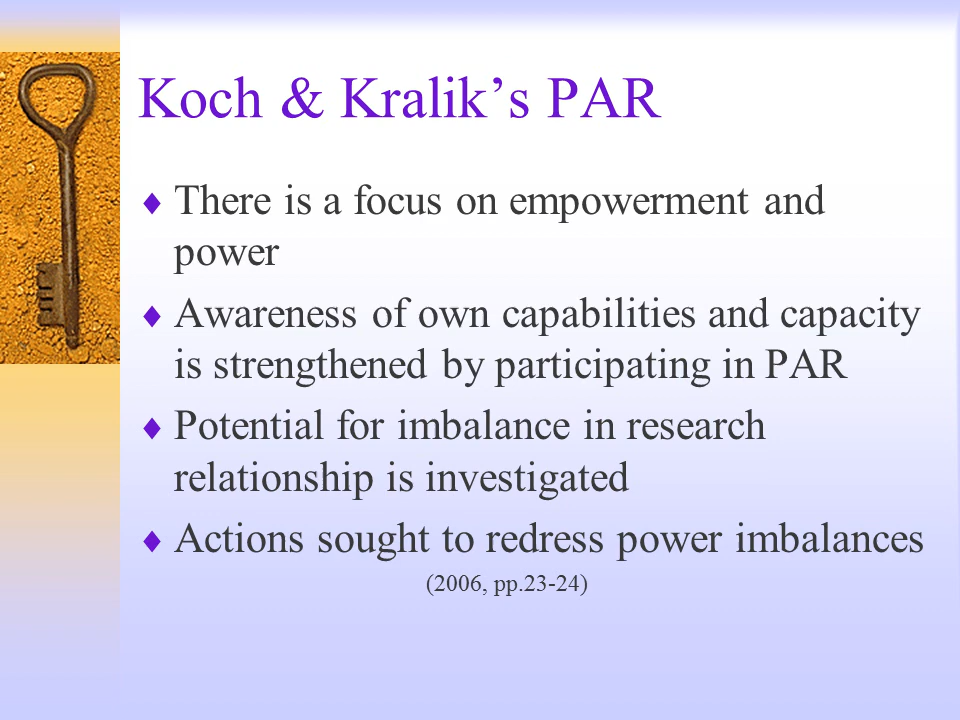 Koch & Kralik’s PAR
♦ There is a focus on empowerment and
power
♦ Awareness of own capabilities and capacity
is strengthened by participating in PAR
♦ Potential for imbalance in research
relationship is investigated
♦ Actions sought to redress power imbalances
(2006, pp.23-24)